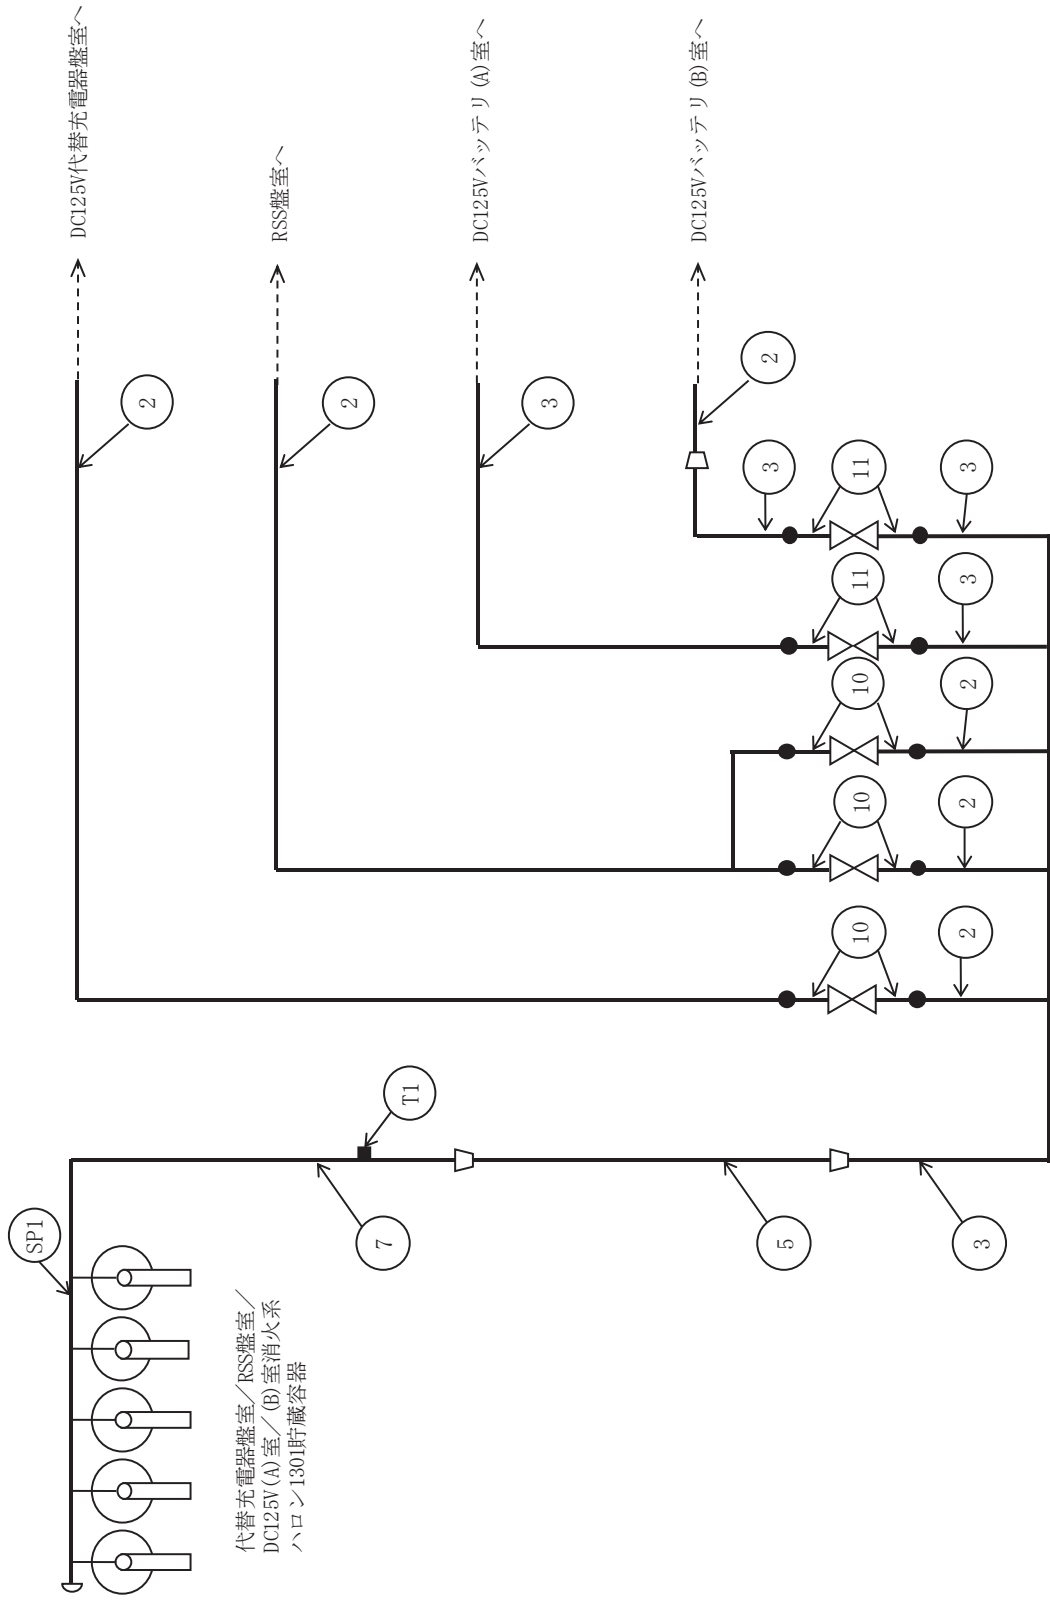 DC125V代替充電器盤室へ
RSS盤室へ
DC125Vバッテリ(A)室へ
DC125Vバッテリ(B)室へ
2
2
3
2
3
11
3
11
3
10
2
10
2
10
2
T1
SP1
7
5
3
代替充電器盤室/RSS盤室/
DC125V(A)室/(B)室消火系
ハロン1301貯蔵容器